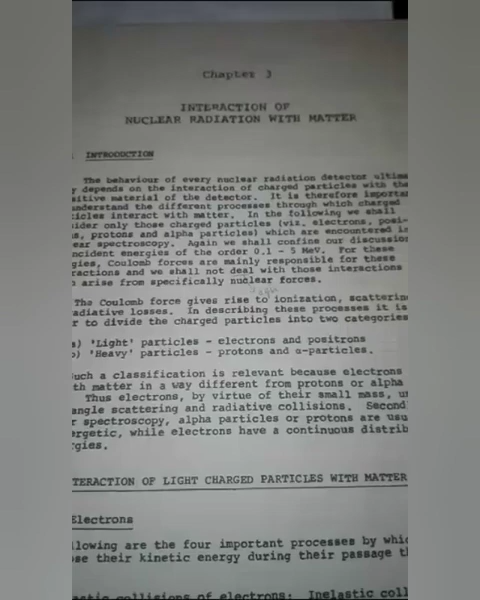 Chapter 3
INTERACTION OF
NUCLEAR RADIATION WITH MATTER
INTRODUCTION
The behaviour of every nuclear radiation detector ultima
y depends on the interaction of charged particles with the
sitive material of the detector. It is therefore importan
understand the different processes through which charged
icles interact with matter. In the following we shall
ider only those charged particles (viz. electrons, posi-
s, protons and alpha particles) which are encountered in
ear spectroscopy. Again we shall confine our discussion
ncident energies of the order 0.1 - 5 MeV. For these
gies, Coulomb forces are mainly responsible for these
ractions and we shall not deal with those interactions
o arise from specifically nuclear forces.
The Coulomb force gives rise to ionization, scattering
adiative losses. In describing these processes it is
r to divide the charged particles into two categories
a) 'Light' particles - electrons and positrons
b) 'Heavy' particles - protons and α-particles.
uch a classification is relevant because electrons
th matter in a way different from protons or alpha
Thus electrons, by virtue of their small mass, u
angle scattering and radiative collisions. Second
r spectroscopy, alpha particles or protons are usu
ergetic, while electrons have a continuous distrib
gies.
TERACTION OF LIGHT CHARGED PARTICLES WITH MATTER
Electrons
llowing are the four important processes by whic
se their kinetic energy during their passage th
astic collisions of electrons: Inelastic coll